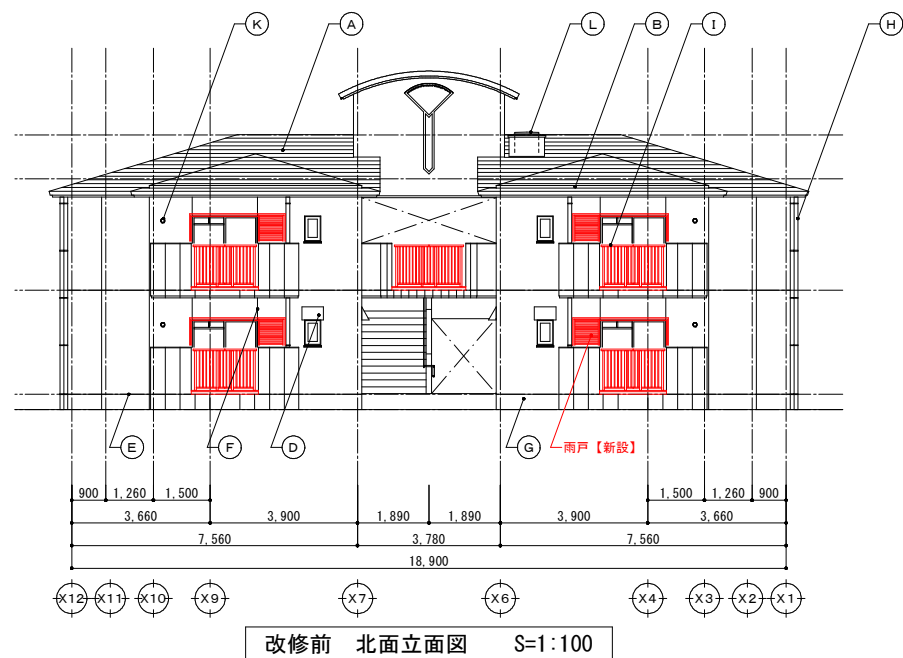 K A L B I H
E F D G 雨戸【新設】
900 1,260 1,500 1,500 1,260 900
3,660 3,900 1,890 1,890 3,900 3,660
7,560 3,780 7,560
18,900
X12 X11 X10 X9 X7 X6 X4 X3 X2 X1
改修前 北面立面図 S=1:100